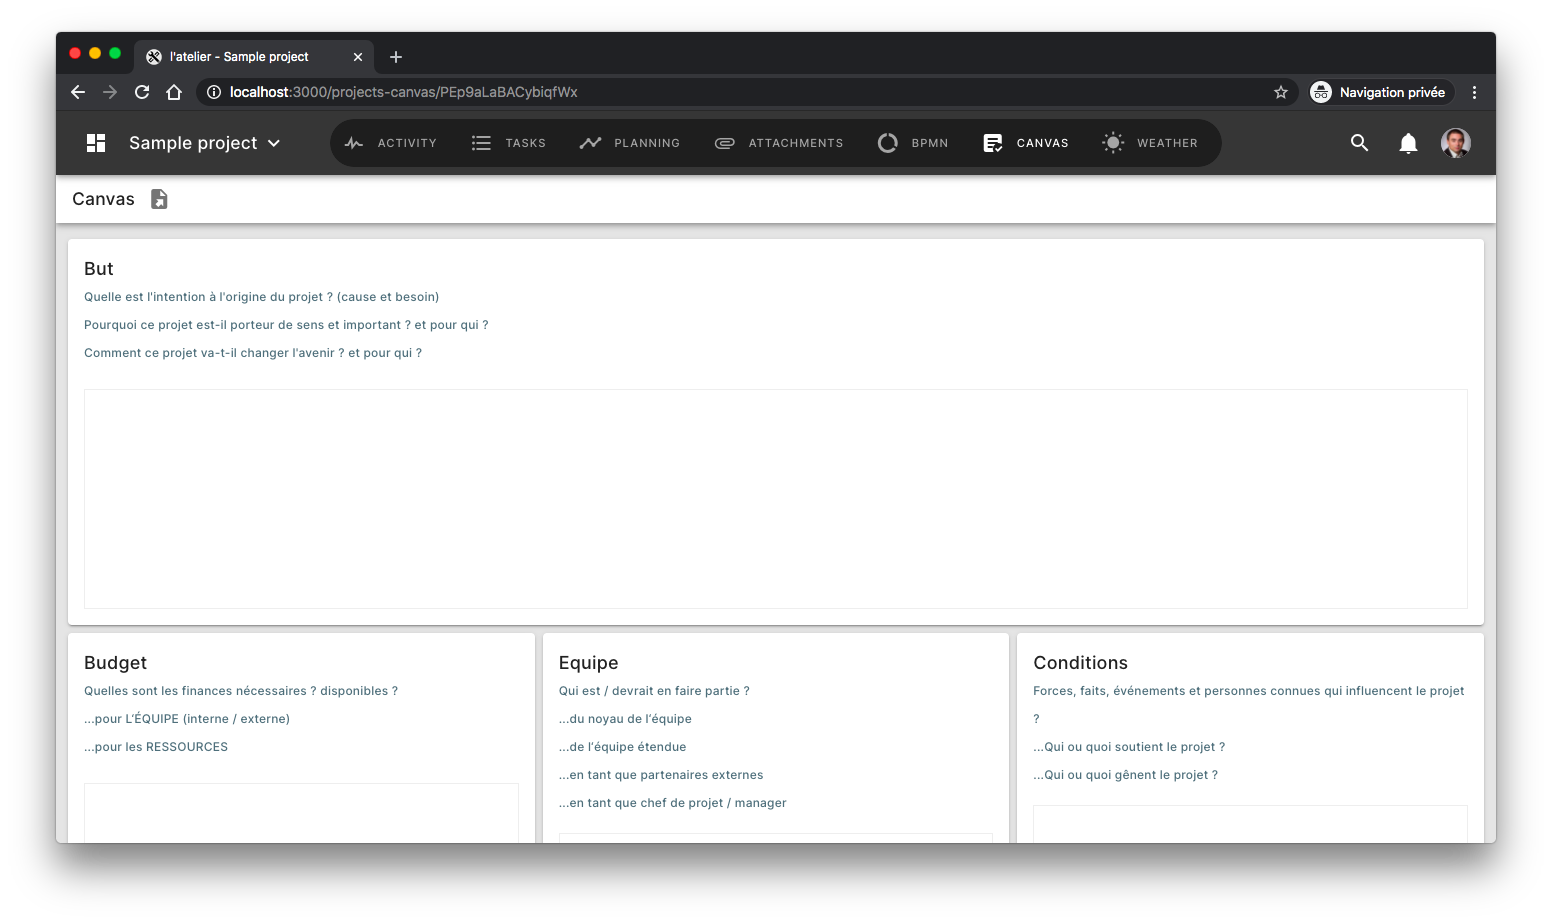 l'atelier - Sample project
localhost:3000/projects-canvas/PEp9aLaBACybiqfWx
Navigation privée
Sample project
ACTIVITY
TASKS
PLANNING
ATTACHMENTS
BPMN
CANVAS
WEATHER
Canvas
But
Quelle est l'intention à l'origine du projet ? (cause et besoin)
Pourquoi ce projet est-il porteur de sens et important ? et pour qui ?
Comment ce projet va-t-il changer l'avenir ? et pour qui ?
Budget
Quelles sont les finances nécessaires ? disponibles ?
...pour L'ÉQUIPE (interne / externe)
...pour les RESSOURCES
Equipe
Qui est / devrait en faire partie ?
...du noyau de l'équipe
...de l'équipe étendue
...en tant que partenaires externes
...en tant que chef de projet / manager
Conditions
Forces, faits, événements et personnes connues qui influencent le projet
?
...Qui ou quoi soutient le projet ?
...Qui ou quoi gênent le projet ?